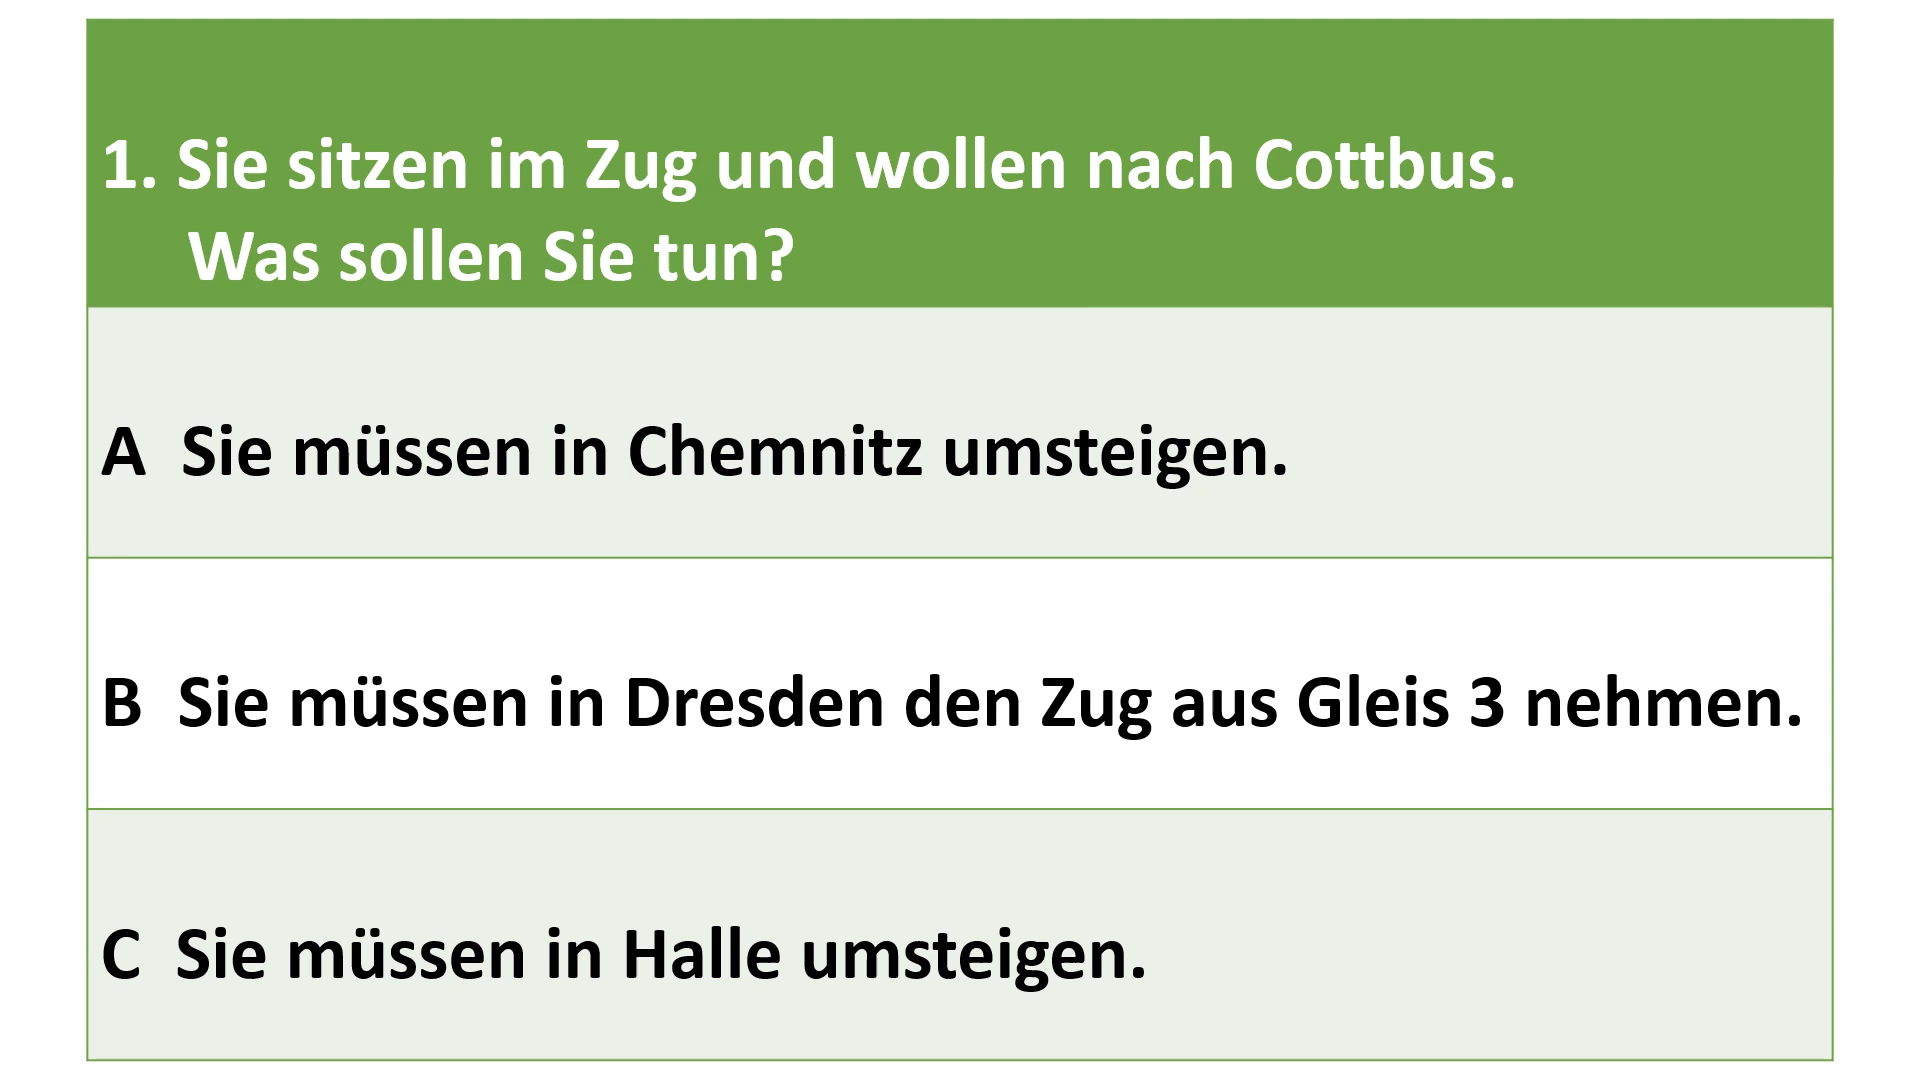 1. Sie sitzen im Zug und wollen nach Cottbus.
Was sollen Sie tun?
A Sie müssen in Chemnitz umsteigen.
B Sie müssen in Dresden den Zug aus Gleis 3 nehmen.
C Sie müssen in Halle umsteigen.